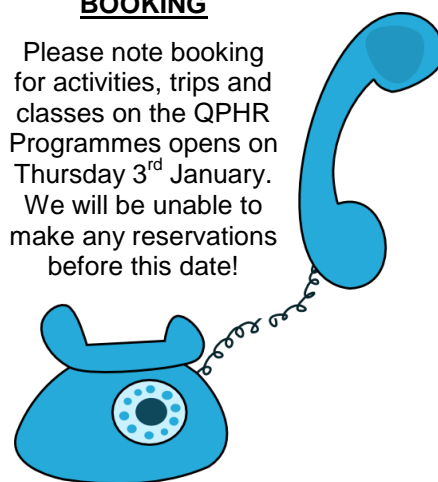 BOOKING
Please note booking
for activities, trips and
classes on the QPHR
Programmes opens on
Thursday 3rd January.
We will be unable to
make any reservations
before this date!